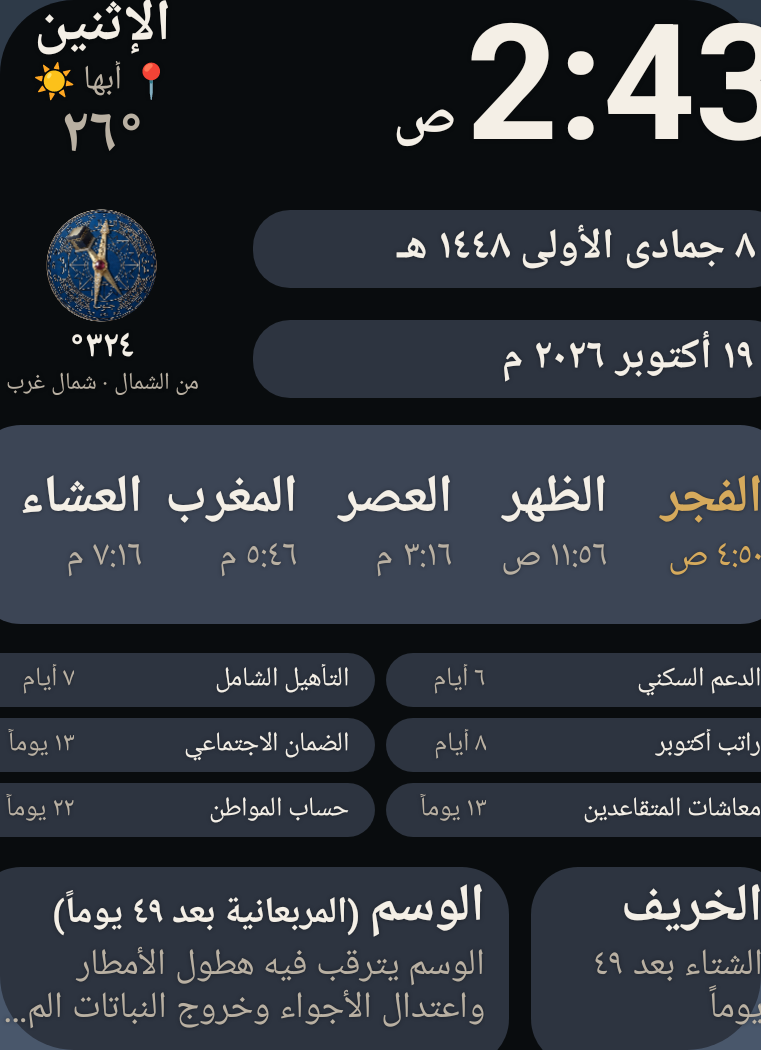 2:43 ص
الإثنين
📍 أبها ☀️
٢٦°
٨ جمادى الأولى ١٤٤٨ هـ
١٩ أكتوبر ٢٠٢٦ م
٣٢٤°
من الشمال · شمال غرب
الفجر الظهر العصر المغرب العشاء
٤:٥٠ ص ١١:٥٦ ص ٣:١٦ م ٥:٤٦ م ٧:١٦ م
الدعم السكني ٦ أيام
التأهيل الشامل ٧ أيام
راتب أكتوبر ٨ أيام
الضمان الاجتماعي ١٣ يوماً
معاشات المتقاعدين ١٣ يوماً
حساب المواطن ٢٢ يوماً
الخريف
الشتاء بعد ٤٩
يوماً
الوسم (المربعانية بعد ٤٩ يوماً)
الوسم يترقب فيه هطول الأمطار
واعتدال الأجواء وخروج النباتات الم...